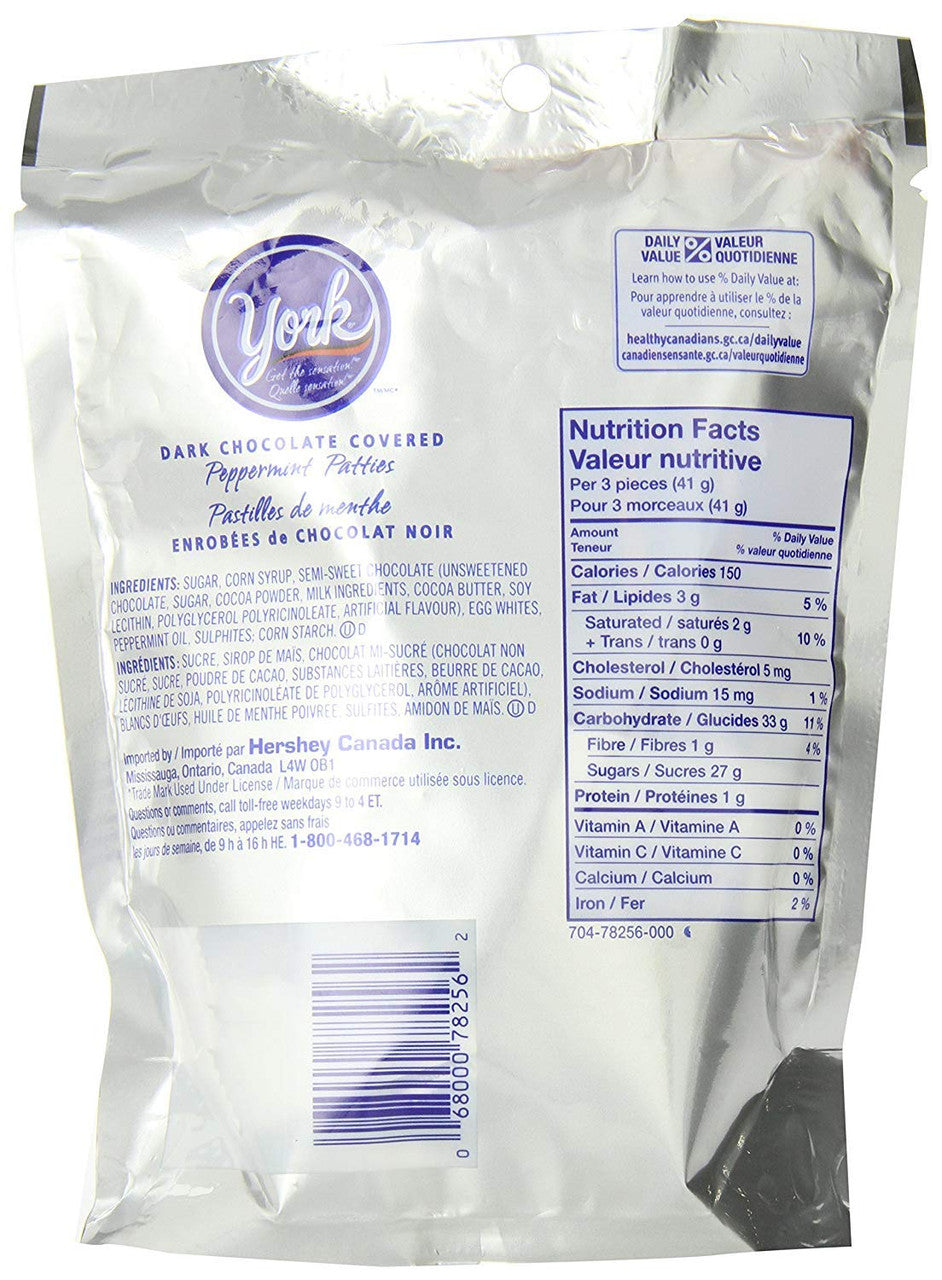 York
Get the sensation
Quelle sensation
TM/MC*
DARK CHOCOLATE COVERED
Peppermint Patties
Pastilles de menthe
ENROBÉES de CHOCOLAT NOIR
INGREDIENTS: SUGAR, CORN SYRUP, SEMI-SWEET CHOCOLATE (UNSWEETENED
CHOCOLATE, SUGAR, COCOA POWDER, MILK INGREDIENTS, COCOA BUTTER, SOY
LECITHIN, POLYGLYCEROL POLYRICINOLEATE, ARTIFICIAL FLAVOUR), EGG WHITES,
PEPPERMINT OIL, SULPHITES; CORN STARCH. Ⓤ D
INGRÉDIENTS: SUCRE, SIROP DE MAÏS, CHOCOLAT MI-SUCRÉ (CHOCOLAT NON
SUCRÉ, SUCRE, POUDRE DE CACAO, SUBSTANCES LAITIÈRES, BEURRE DE CACAO,
LÉCITHINE DE SOJA, POLYRICINOLÉATE DE POLYGLYCÉROL, ARÔME ARTIFICIEL),
BLANCS D'ŒUFS, HUILE DE MENTHE POIVRÉE, SULFITES, AMIDON DE MAÏS. Ⓤ D
Imported by / Importé par Hershey Canada Inc.
Mississauga, Ontario, Canada L4W 0B1
*Trade Mark Used Under License / Marque de commerce utilisée sous licence.
Questions or comments, call toll-free weekdays 9 to 4 ET.
Questions ou commentaires, appelez sans frais
les jours de semaine, de 9 h à 16 h HE. 1-800-468-1714
0 68000 78256 2
DAILY VALUE % VALEUR QUOTIDIENNE
Learn how to use % Daily Value at:
Pour apprendre à utiliser le % de la
valeur quotidienne, consultez :
healthycanadians.gc.ca/dailyvalue
canadiensensante.gc.ca/valeurquotidienne
Nutrition Facts
Valeur nutritive
Per 3 pieces (41 g)
Pour 3 morceaux (41 g)
Amount % Daily Value
Teneur % valeur quotidienne
Calories / Calories 150
Fat / Lipides 3 g 5 %
Saturated / saturés 2 g
+ Trans / trans 0 g 10 %
Cholesterol / Cholestérol 5 mg
Sodium / Sodium 15 mg 1 %
Carbohydrate / Glucides 33 g 11 %
Fibre / Fibres 1 g 4 %
Sugars / Sucres 27 g
Protein / Protéines 1 g
Vitamin A / Vitamine A 0 %
Vitamin C / Vitamine C 0 %
Calcium / Calcium 0 %
Iron / Fer 2 %
704-78256-000